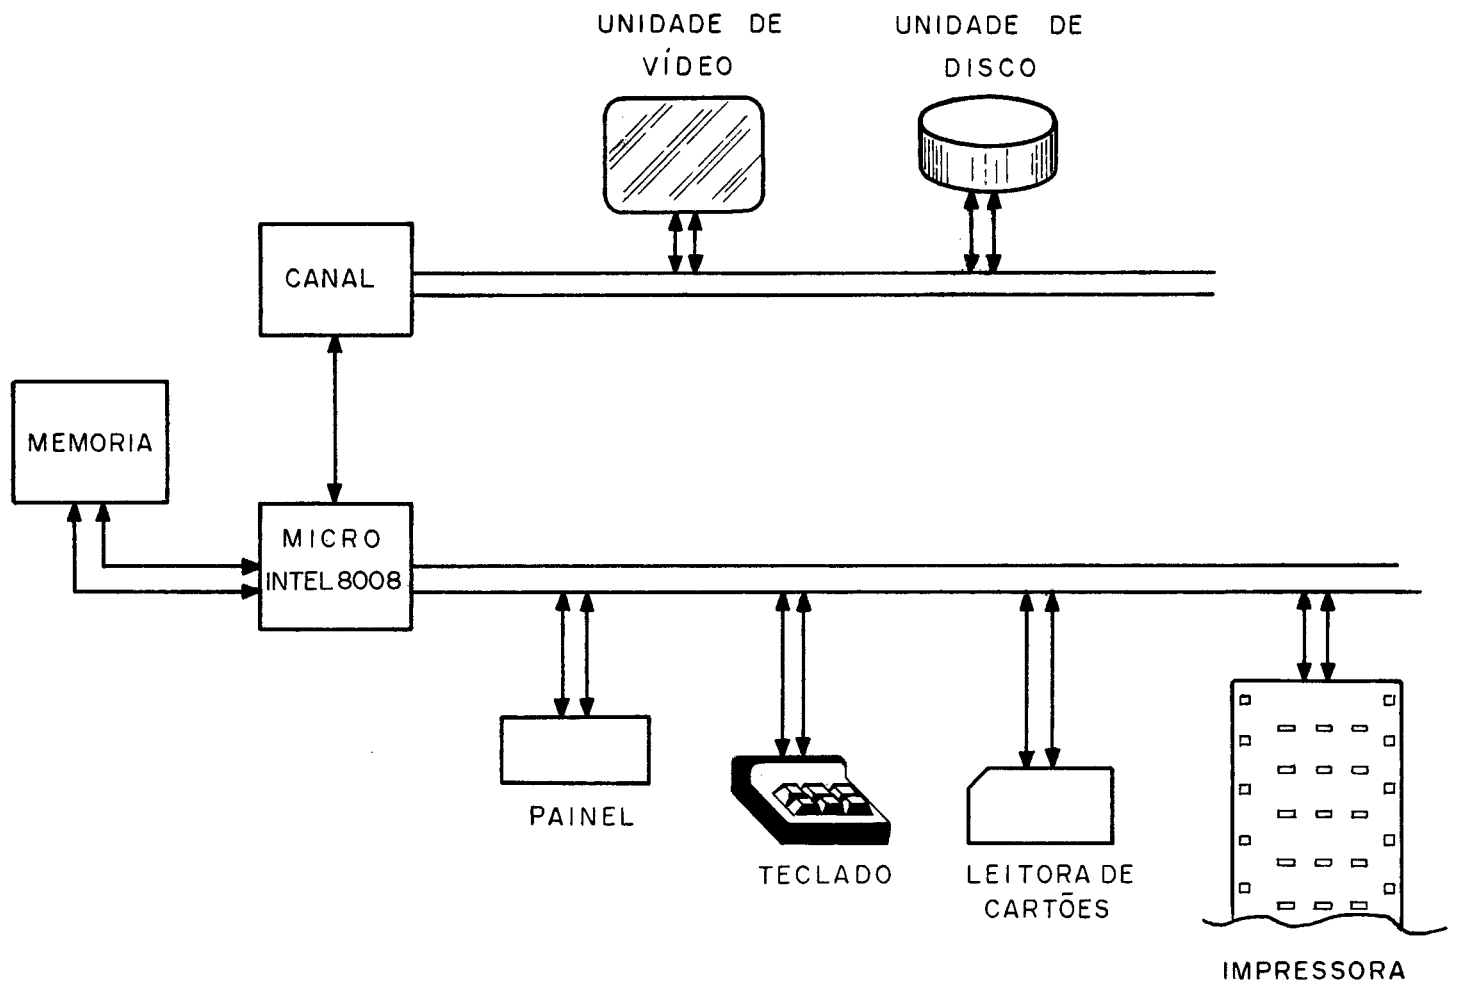 UNIDADE DE
VÍDEO
UNIDADE DE
DISCO
CANAL
MEMORIA
MICRO
INTEL 8008
PAINEL
TECLADO
LEITORA DE
CARTÕES
IMPRESSORA